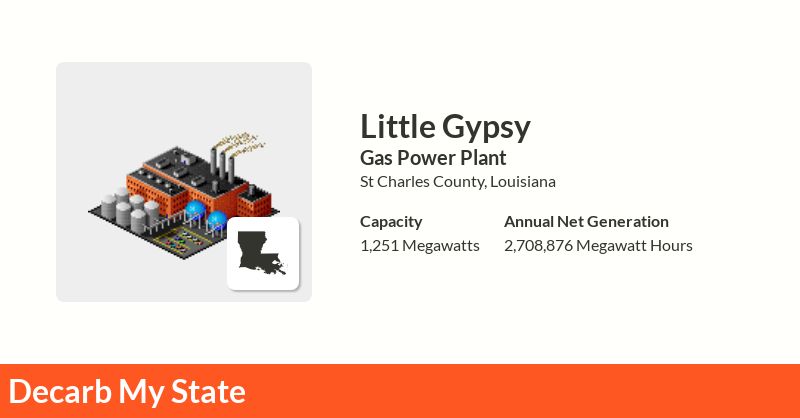 Little Gypsy
Gas Power Plant
St Charles County, Louisiana
Capacity
Annual Net Generation
1,251 Megawatts
2,708,876 Megawatt Hours
Decarb My State